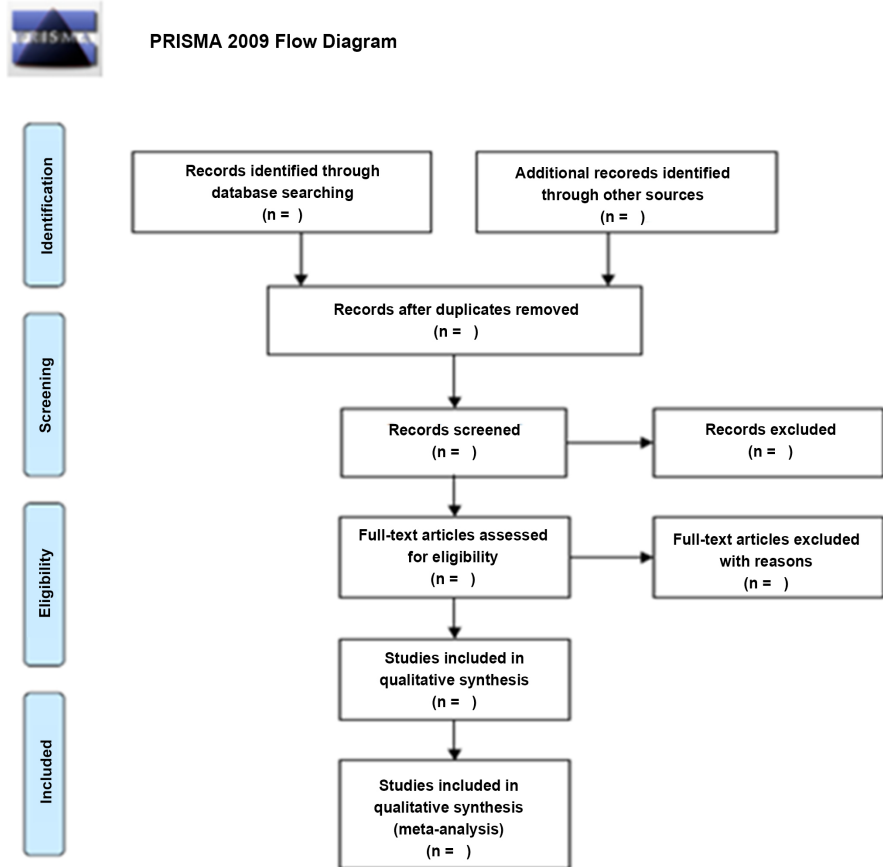 PRISMA
PRISMA 2009 Flow Diagram
Identification
Records identified through
database searching
(n =  )
Additional recoreds identified
through other sources
(n =  )
Records after duplicates removed
(n =  )
Screening
Records screened
(n =  )
Records excluded
(n =  )
Eligibility
Full-text articles assessed
for eligibility
(n =  )
Full-text articles excluded
with reasons
(n =  )
Studies included in
qualitative synthesis
(n =  )
Included
Studies included in
qualitative synthesis
(meta-analysis)
(n =  )